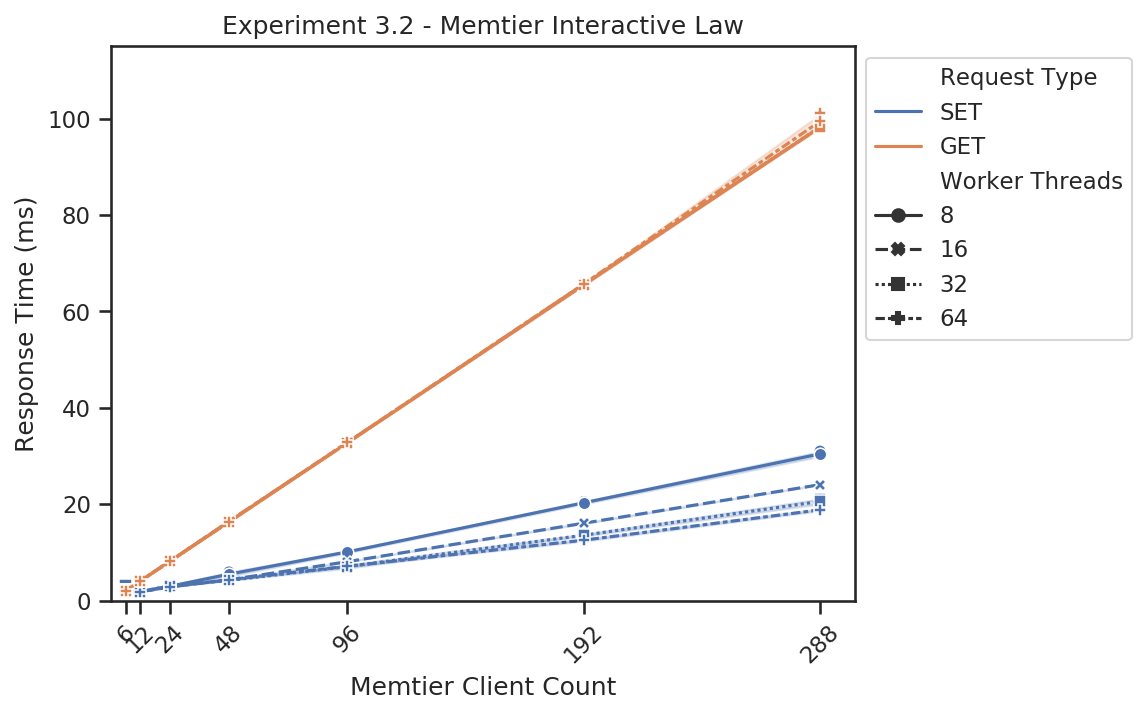 Experiment 3.2 - Memtier Interactive Law
Response Time (ms)
100
80
60
40
20
0
6
12
24
48
96
192
288
Memtier Client Count
Request Type
SET
GET
Worker Threads
8
16
32
64